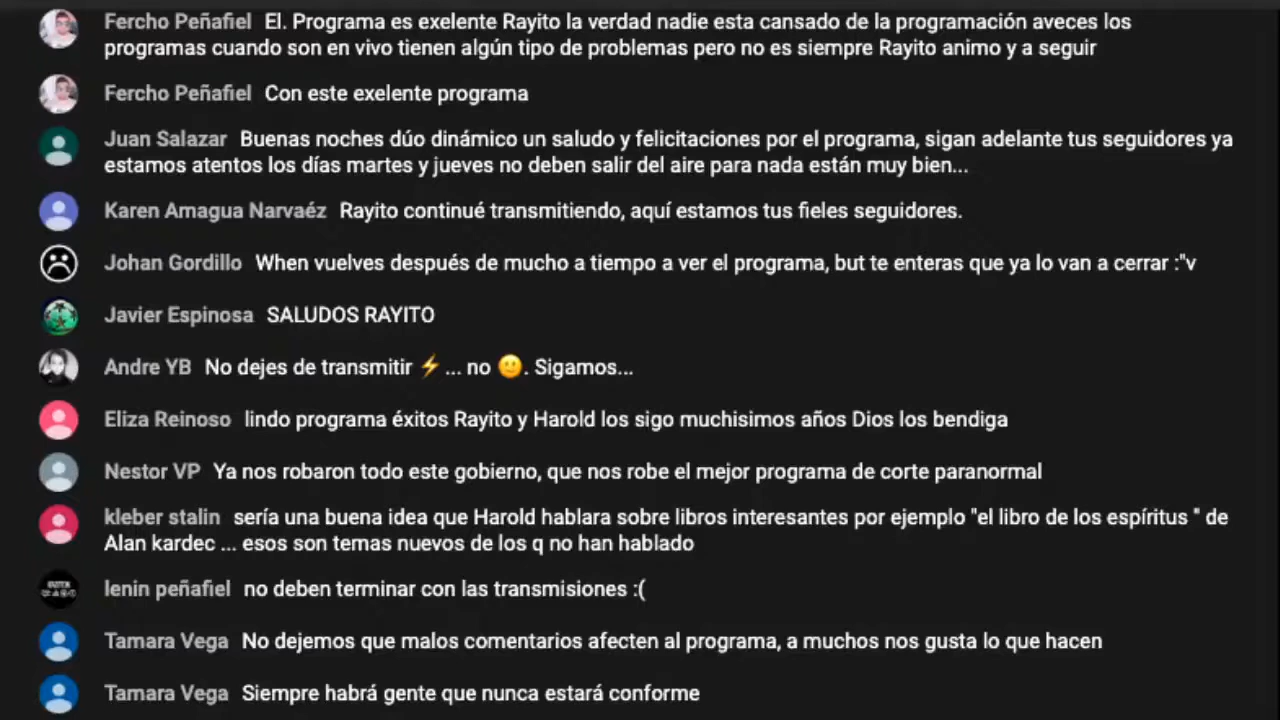 Fercho Peñafiel El. Programa es exelente Rayito la verdad nadie esta cansado de la programación aveces los
programas cuando son en vivo tienen algún tipo de problemas pero no es siempre Rayito animo y a seguir
Fercho Peñafiel Con este exelente programa
Juan Salazar Buenas noches dúo dinámico un saludo y felicitaciones por el programa, sigan adelante tus seguidores ya
estamos atentos los días martes y jueves no deben salir del aire para nada están muy bien...
Karen Amagua Narvaéz Rayito continué transmitiendo, aquí estamos tus fieles seguidores.
Johan Gordillo When vuelves después de mucho a tiempo a ver el programa, but te enteras que ya lo van a cerrar :"v
Javier Espinosa SALUDOS RAYITO
Andre YB No dejes de transmitir ⚡ ... no 🙂. Sigamos...
Eliza Reinoso lindo programa éxitos Rayito y Harold los sigo muchisimos años Dios los bendiga
Nestor VP Ya nos robaron todo este gobierno, que nos robe el mejor programa de corte paranormal
kleber stalin sería una buena idea que Harold hablara sobre libros interesantes por ejemplo "el libro de los espíritus " de
Alan kardec ... esos son temas nuevos de los q no han hablado
lenin peñafiel no deben terminar con las transmisiones :(
Tamara Vega No dejemos que malos comentarios afecten al programa, a muchos nos gusta lo que hacen
Tamara Vega Siempre habrá gente que nunca estará conforme